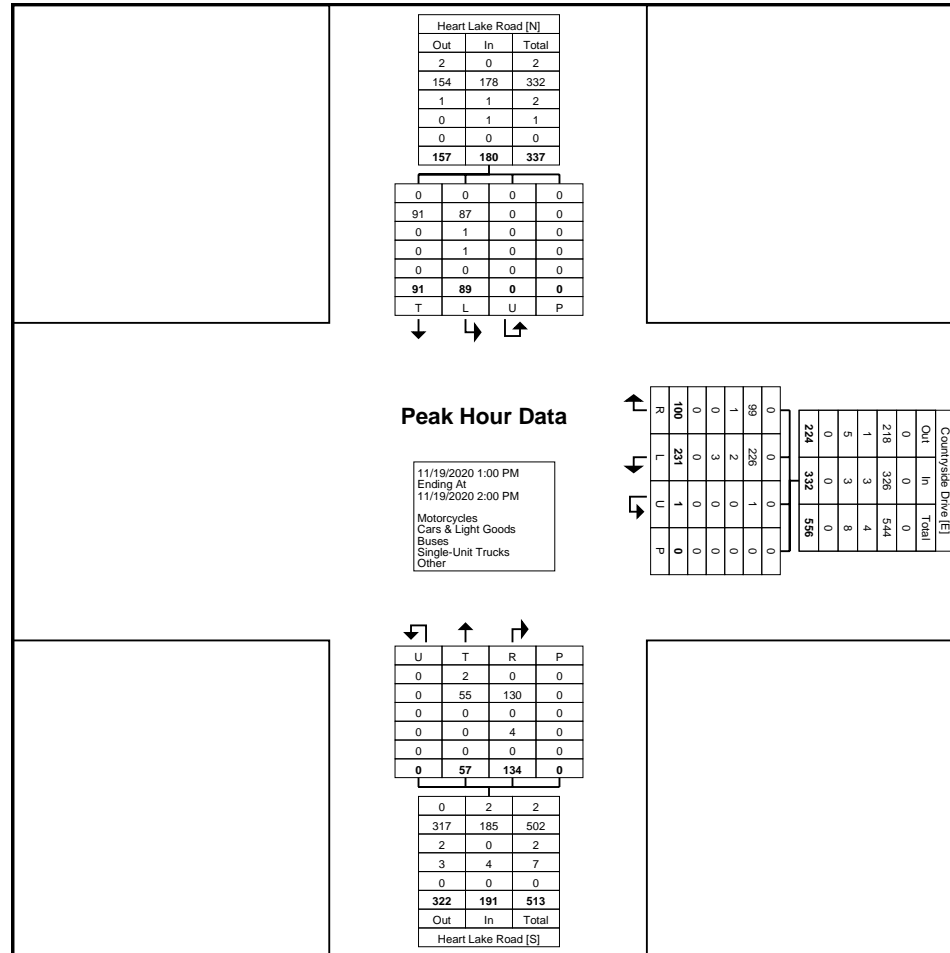 Heart Lake Road [N]
Out In Total
2 0 2
154 178 332
1 1 2
0 1 1
0 0 0
157 180 337
0 0 0 0
91 87 0 0
0 1 0 0
0 1 0 0
0 0 0 0
91 89 0 0
T L U P
Peak Hour Data
11/19/2020 1:00 PM
Ending At
11/19/2020 2:00 PM
Motorcycles
Cars & Light Goods
Buses
Single-Unit Trucks
Other
Countryside Drive [E]
Out In Total
0 0 0
218 326 544
1 3 4
5 3 8
0 0 0
224 332 556
0 0 0 0
99 226 1 0
1 2 0 0
0 3 0 0
0 0 0 0
100 231 1 0
R L U P
U T R P
0 2 0 0
0 55 130 0
0 0 0 0
0 0 4 0
0 0 0 0
0 57 134 0
0 2 2
317 185 502
2 0 2
3 4 7
0 0 0
322 191 513
Out In Total
Heart Lake Road [S]